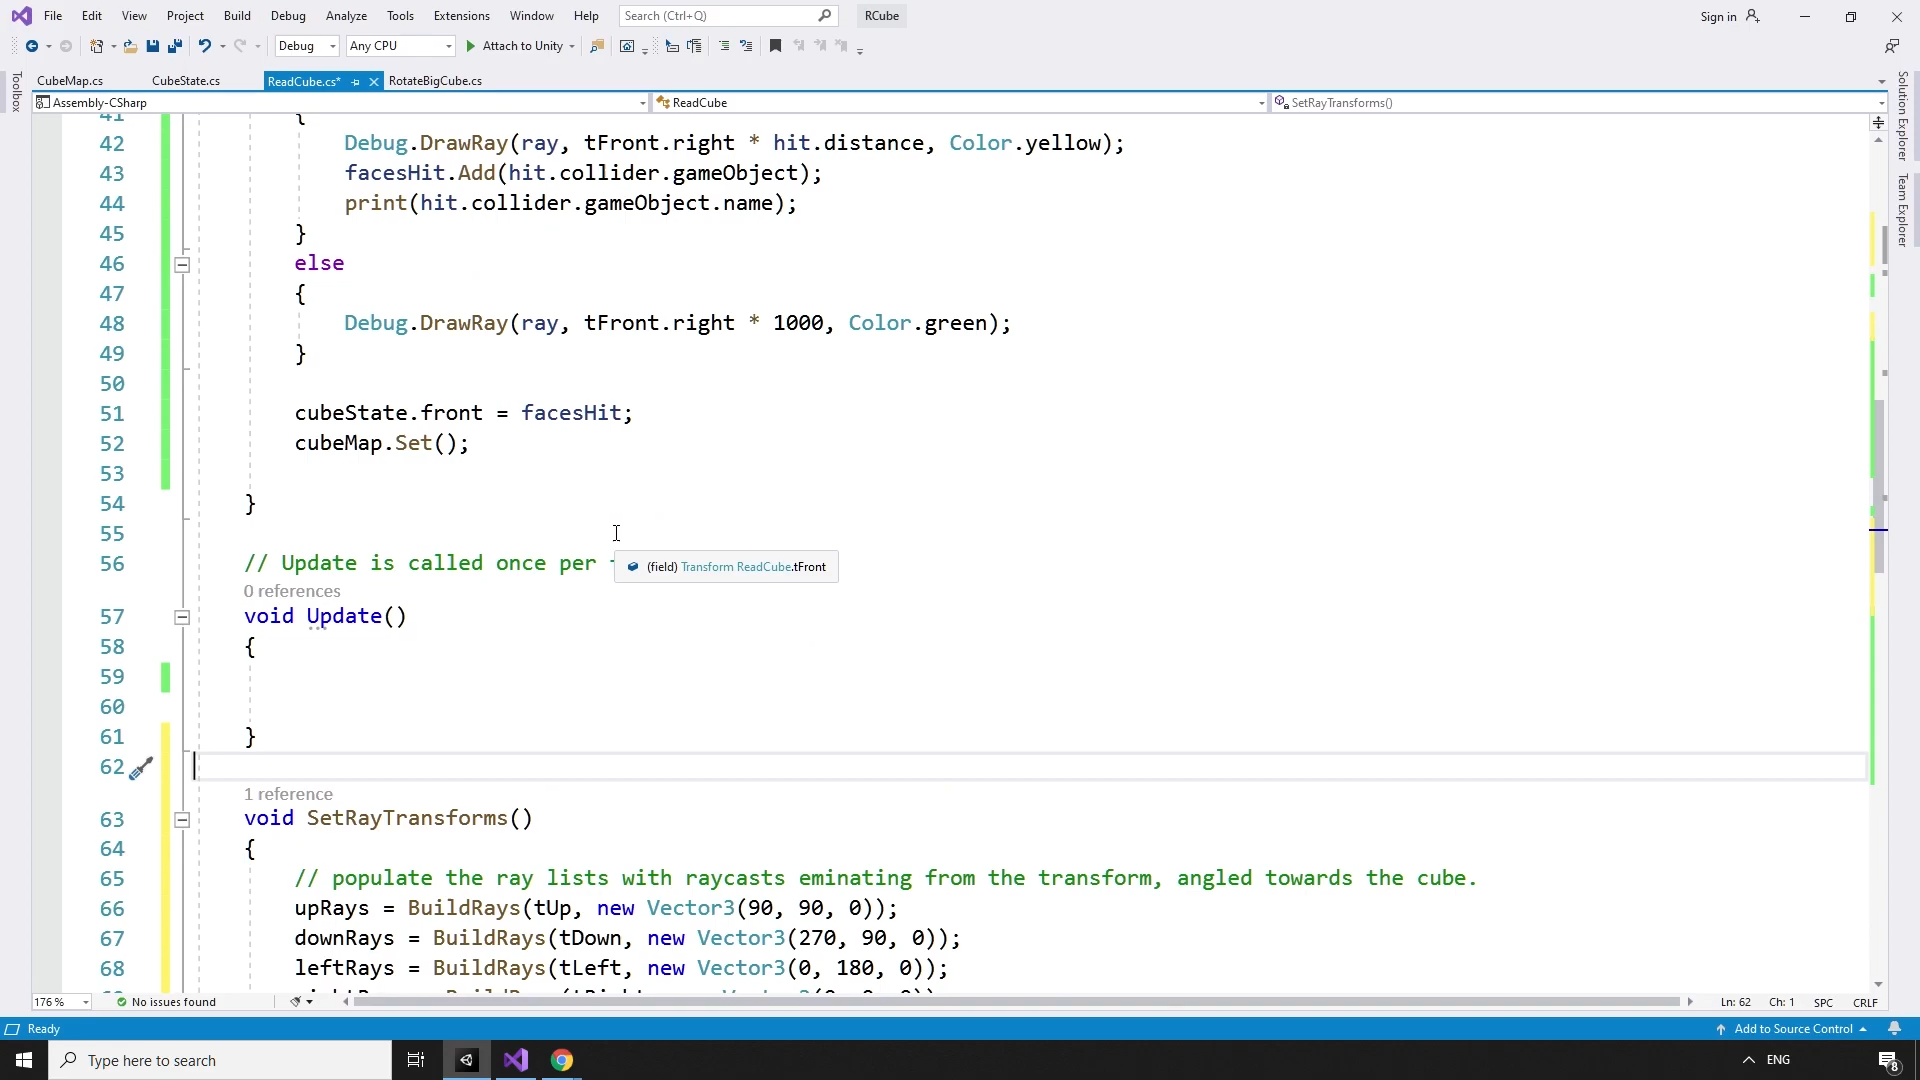 File Edit View Project Build Debug Analyze Tools Extensions Window Help Search (Ctrl+Q) RCube Sign in
Debug Any CPU Attach to Unity
CubeMap.cs CubeState.cs ReadCube.cs* RotateBigCube.cs
Toolbox
Solution Explorer
Team Explorer
Assembly-CSharp ReadCube SetRayTransforms()
41 {
42 Debug.DrawRay(ray, tFront.right * hit.distance, Color.yellow);
43 facesHit.Add(hit.collider.gameObject);
44 print(hit.collider.gameObject.name);
45 }
46 else
47 {
48 Debug.DrawRay(ray, tFront.right * 1000, Color.green);
49 }
50
51 cubeState.front = facesHit;
52 cubeMap.Set();
53
54 }
55
56 // Update is called once per
(field) Transform ReadCube.tFront
0 references
57 void Update()
58 {
59
60
61 }
62
1 reference
63 void SetRayTransforms()
64 {
65 // populate the ray lists with raycasts eminating from the transform, angled towards the cube.
66 upRays = BuildRays(tUp, new Vector3(90, 90, 0));
67 downRays = BuildRays(tDown, new Vector3(270, 90, 0));
68 leftRays = BuildRays(tLeft, new Vector3(0, 180, 0));
176 % No issues found Ln: 62 Ch: 1 SPC CRLF
Ready Add to Source Control
Type here to search ENG 8